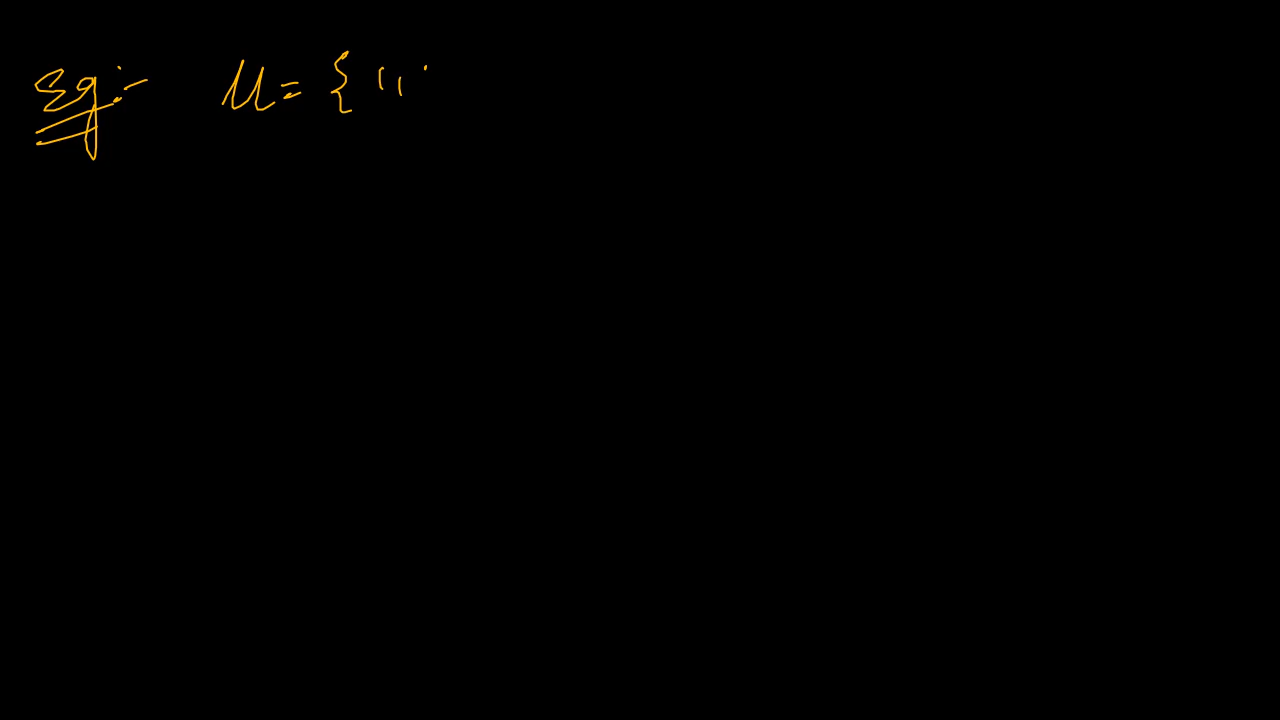 Eg:- U = { 1,